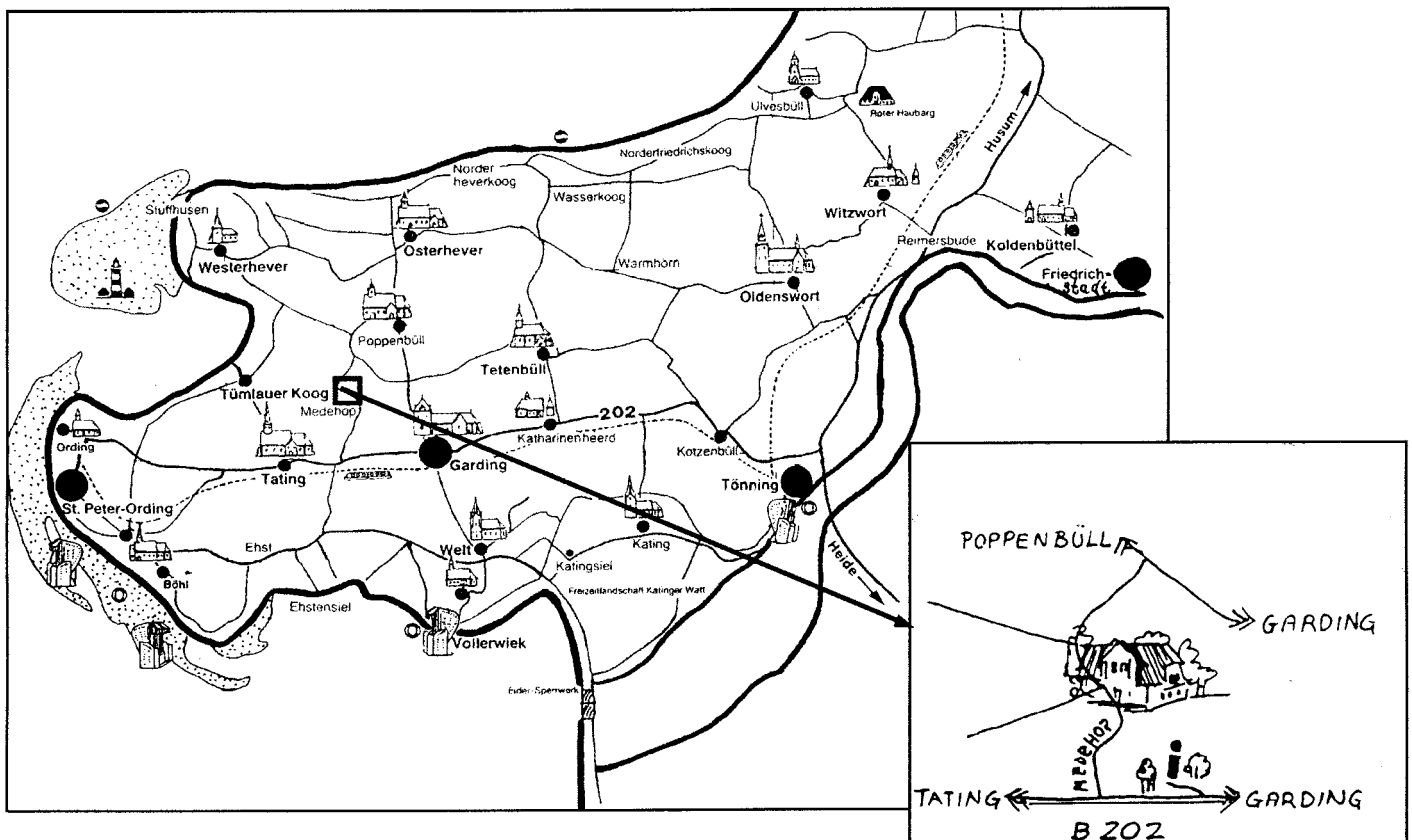 Ulvesbüll
Roter Haubarg
Husum
Norderfriedrichskoog
Norder
heverkoog
Wasserkoog
Witzwort
Stuffhusen
Osterhever
Westerhever
Reimersbude
Koldenbüttel
Warmhörn
Friedrich-
stadt
Oldenswort
Poppenbüll
Tetenbüll
Tümlauer Koog
Medehop
202
Ording
Katharinenheerd
Kotzenbüll
Garding
Tating
Tönning
St. Peter-Ording
Ehst
Welt
Kating
Katingsiel
Heide
Böhl
Freizeitlandschaft Katinger Watt
Ehstensiel
Vollerwiek
Eider-Sperrwerk
POPPENBÜLL
GARDING
MEDEHOP
i
TATING
GARDING
B 202